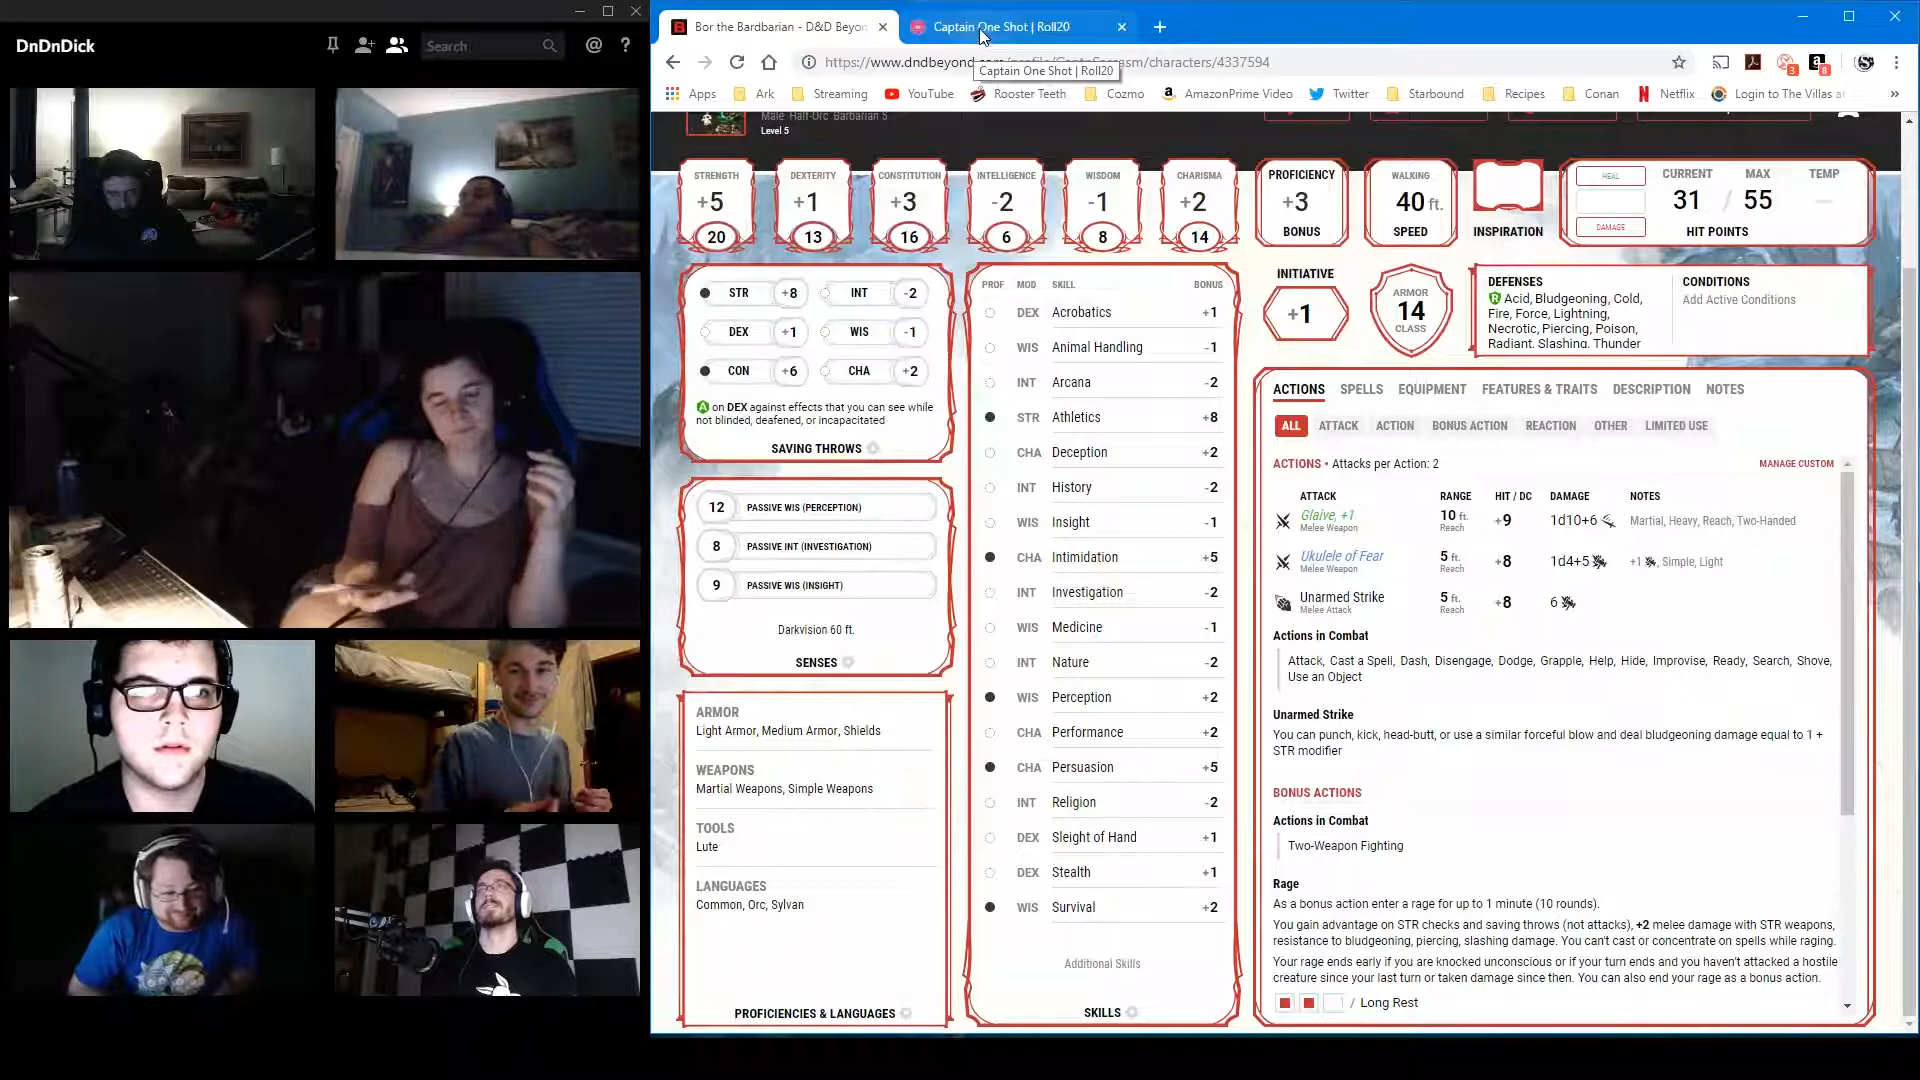 DnDnDick
Search
@ ?
Bor the Bardbarian - D&D Beyon
Captain One Shot | Roll20
https://www.dndbeyond.com
/characters/4337594
Captain One Shot | Roll20
3
8
Apps Ark Streaming YouTube Rooster Teeth Cozmo AmazonPrime Video Twitter Starbound Recipes Conan Netflix Login to The Villas at »
Male Half-Orc Barbarian 5
Level 5
STRENGTH
+5
20
DEXTERITY
+1
13
CONSTITUTION
+3
16
INTELLIGENCE
-2
6
WISDOM
-1
8
CHARISMA
+2
14
PROFICIENCY
+3
BONUS
WALKING
40 ft.
SPEED
INSPIRATION
HEAL
DAMAGE
CURRENT MAX TEMP
31 / 55 —
HIT POINTS
STR +8 INT -2
DEX +1 WIS -1
CON +6 CHA +2
A on DEX against effects that you can see while
not blinded, deafened, or incapacitated
SAVING THROWS
12 PASSIVE WIS (PERCEPTION)
8 PASSIVE INT (INVESTIGATION)
9 PASSIVE WIS (INSIGHT)
Darkvision 60 ft.
SENSES
ARMOR
Light Armor, Medium Armor, Shields
WEAPONS
Martial Weapons, Simple Weapons
TOOLS
Lute
LANGUAGES
Common, Orc, Sylvan
PROFICIENCIES & LANGUAGES
PROF MOD SKILL BONUS
DEX Acrobatics +1
WIS Animal Handling -1
INT Arcana -2
STR Athletics +8
CHA Deception +2
INT History -2
WIS Insight -1
CHA Intimidation +5
INT Investigation -2
WIS Medicine -1
INT Nature -2
WIS Perception +2
CHA Performance +2
CHA Persuasion +5
INT Religion -2
DEX Sleight of Hand +1
DEX Stealth +1
WIS Survival +2
Additional Skills
SKILLS
INITIATIVE
+1
ARMOR
14
CLASS
DEFENSES
R Acid, Bludgeoning, Cold,
Fire, Force, Lightning,
Necrotic, Piercing, Poison,
Radiant, Slashing, Thunder
CONDITIONS
Add Active Conditions
ACTIONS SPELLS EQUIPMENT FEATURES & TRAITS DESCRIPTION NOTES
ALL ATTACK ACTION BONUS ACTION REACTION OTHER LIMITED USE
ACTIONS • Attacks per Action: 2 MANAGE CUSTOM
ATTACK RANGE HIT / DC DAMAGE NOTES
Glaive, +1 10 ft. +9 1d10+6 Martial, Heavy, Reach, Two-Handed
Melee Weapon Reach
Ukulele of Fear 5 ft. +8 1d4+5 +1 , Simple, Light
Melee Weapon Reach
Unarmed Strike 5 ft. +8 6
Melee Attack Reach
Actions in Combat
Attack, Cast a Spell, Dash, Disengage, Dodge, Grapple, Help, Hide, Improvise, Ready, Search, Shove,
Use an Object
Unarmed Strike
You can punch, kick, head-butt, or use a similar forceful blow and deal bludgeoning damage equal to 1 +
STR modifier
BONUS ACTIONS
Actions in Combat
Two-Weapon Fighting
Rage
As a bonus action enter a rage for up to 1 minute (10 rounds).
You gain advantage on STR checks and saving throws (not attacks), +2 melee damage with STR weapons,
resistance to bludgeoning, piercing, slashing damage. You can't cast or concentrate on spells while raging.
Your rage ends early if you are knocked unconscious or if your turn ends and you haven't attacked a hostile
creature since your last turn or taken damage since then. You can also end your rage as a bonus action.
/ Long Rest